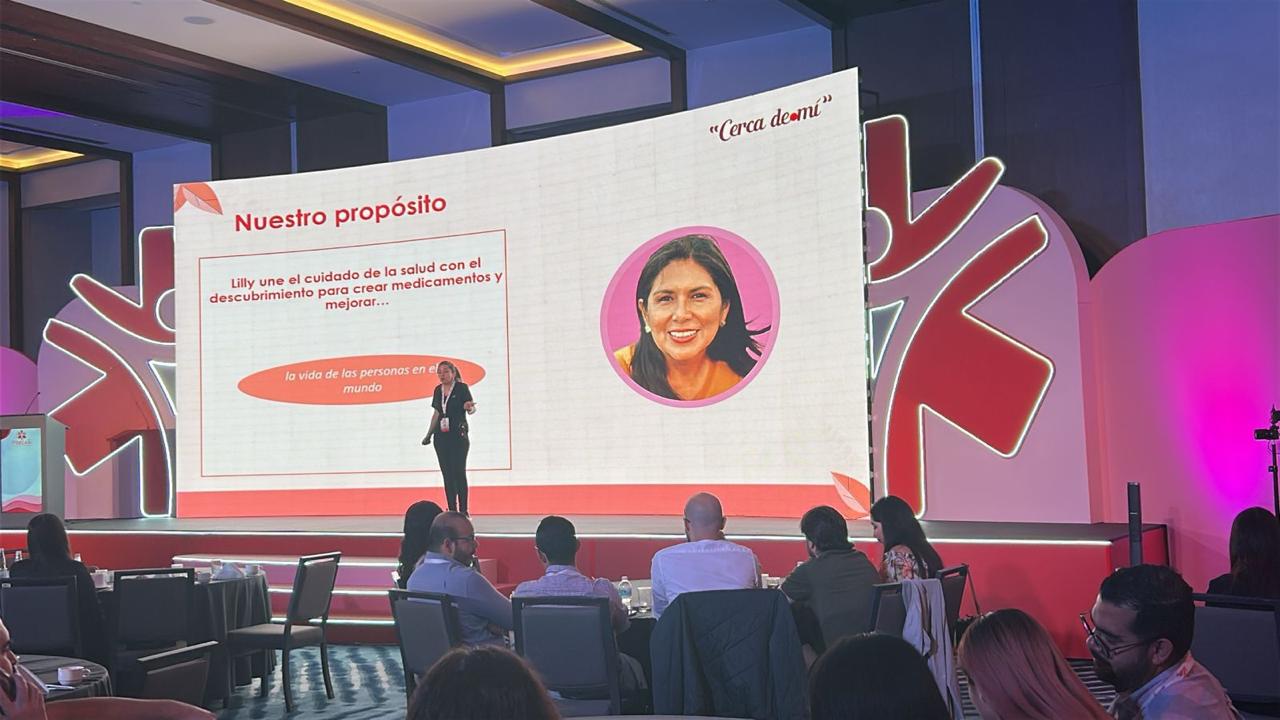 “Cerca de mí”
Nuestro propósito
Lilly une el cuidado de la salud con el
descubrimiento para crear medicamentos y
mejorar…
la vida de las personas en el
mundo